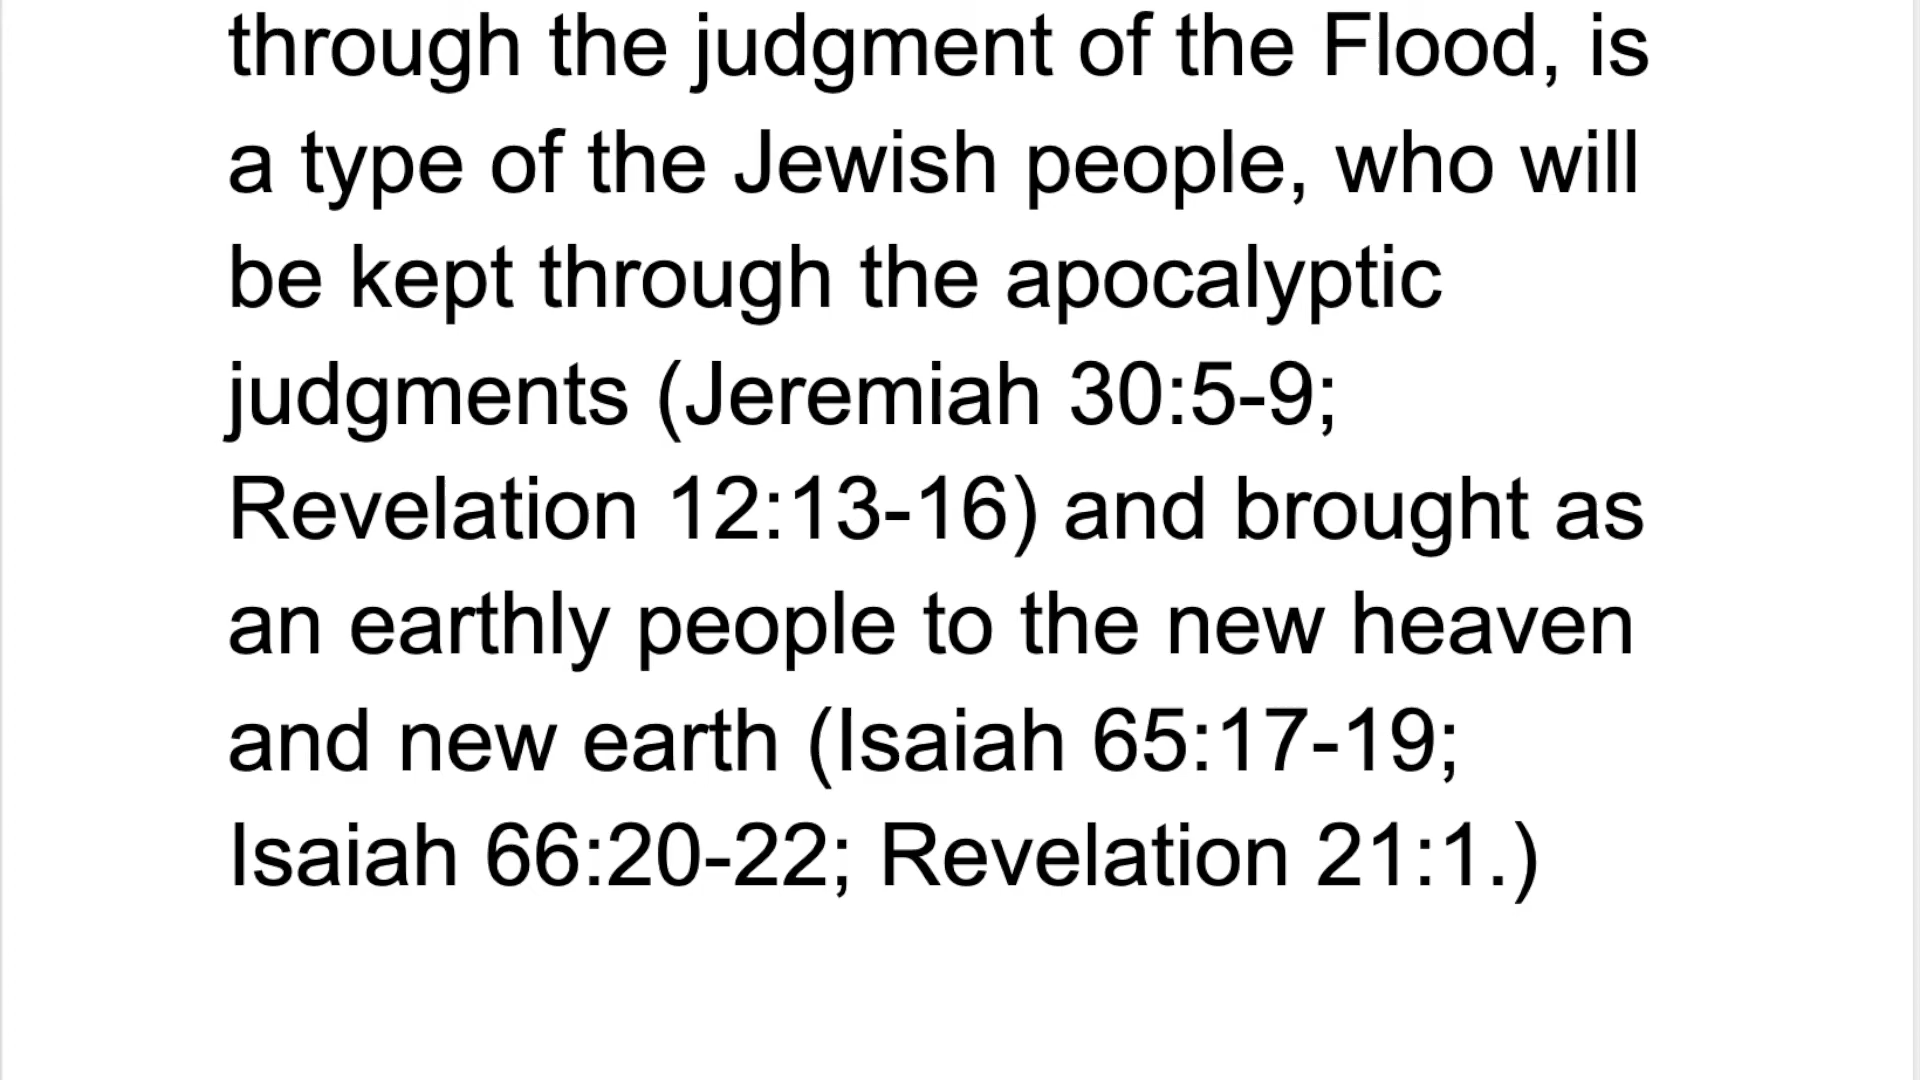 through the judgment of the Flood, is
a type of the Jewish people, who will
be kept through the apocalyptic
judgments (Jeremiah 30:5-9;
Revelation 12:13-16) and brought as
an earthly people to the new heaven
and new earth (Isaiah 65:17-19;
Isaiah 66:20-22; Revelation 21:1.)